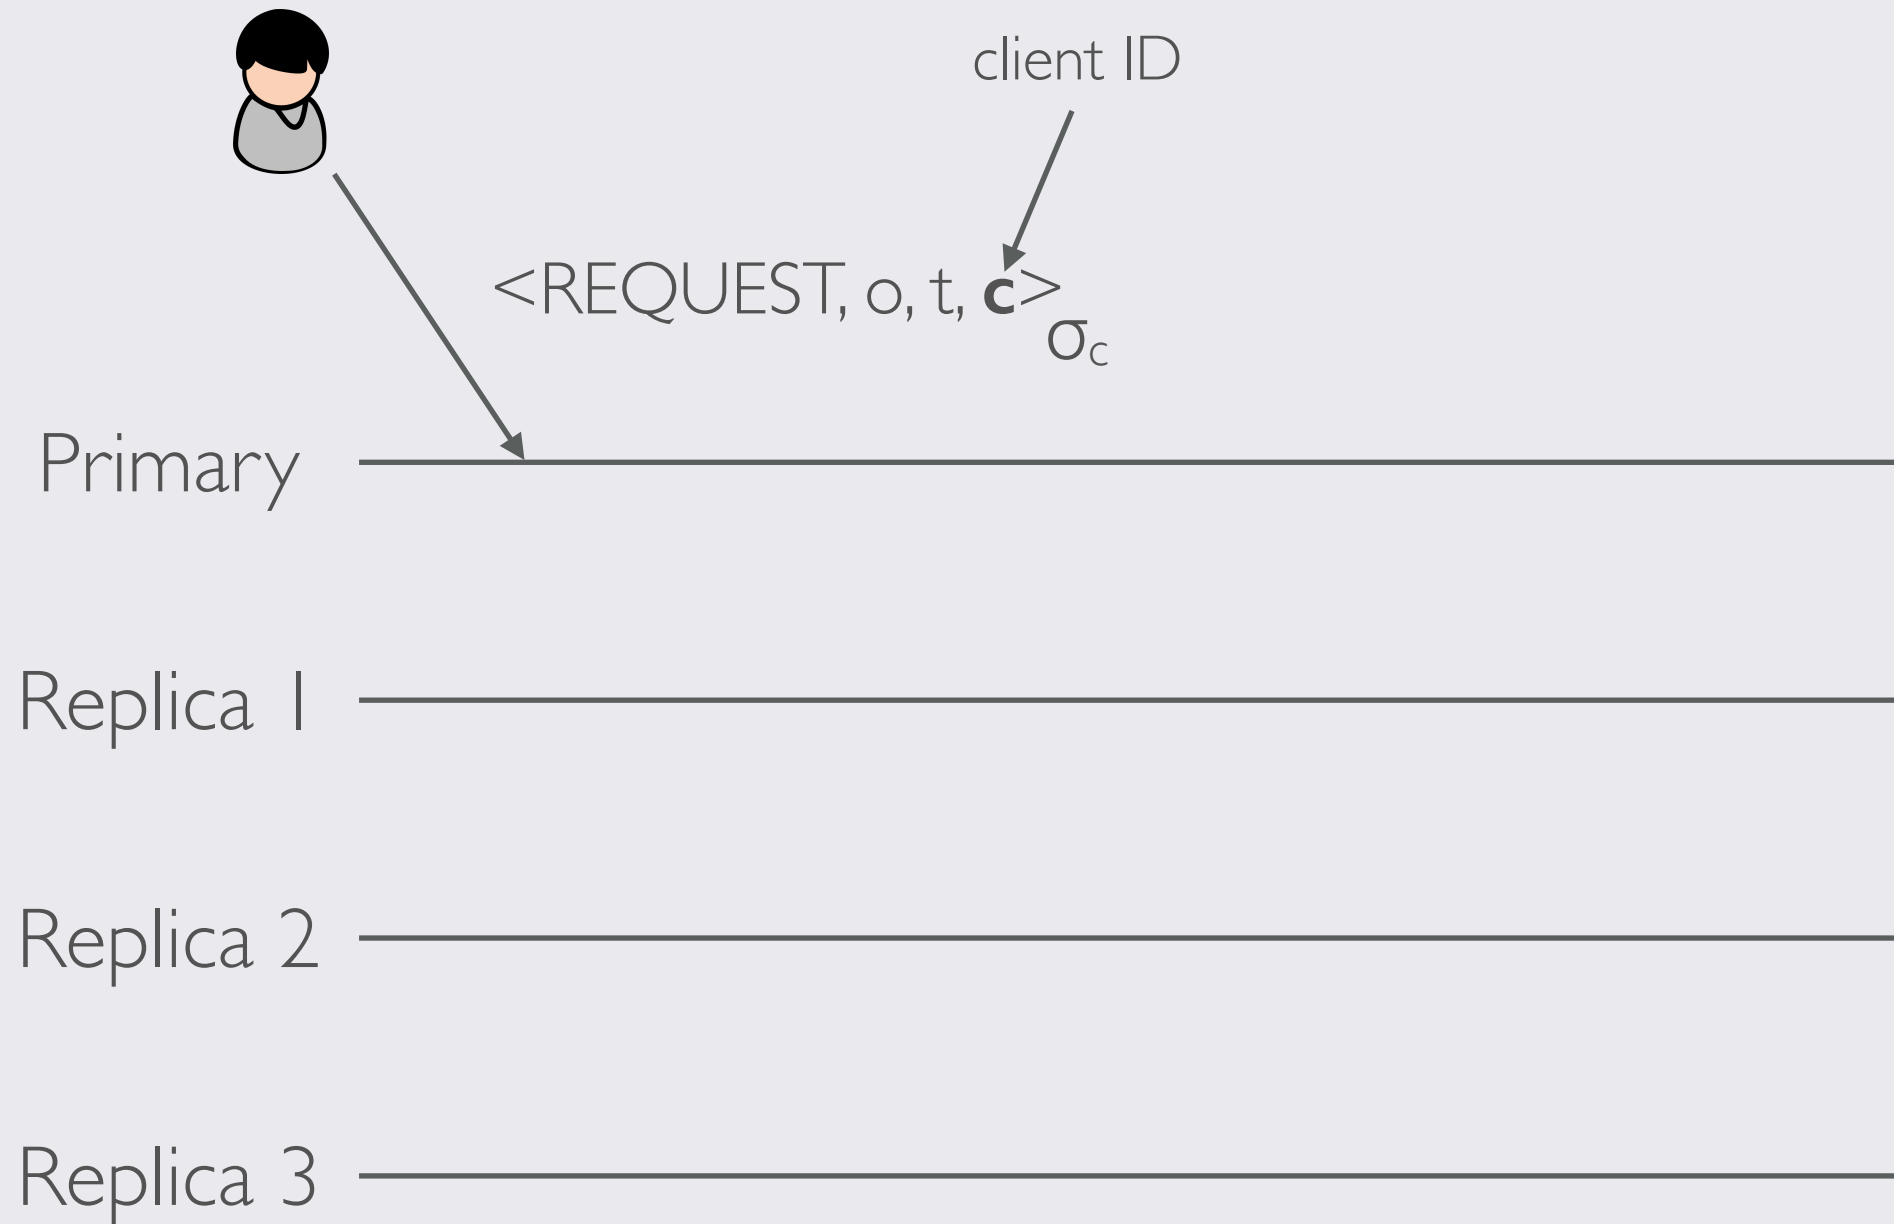 client ID
<REQUEST, o, t, c>σc
Primary
Replica 1
Replica 2
Replica 3